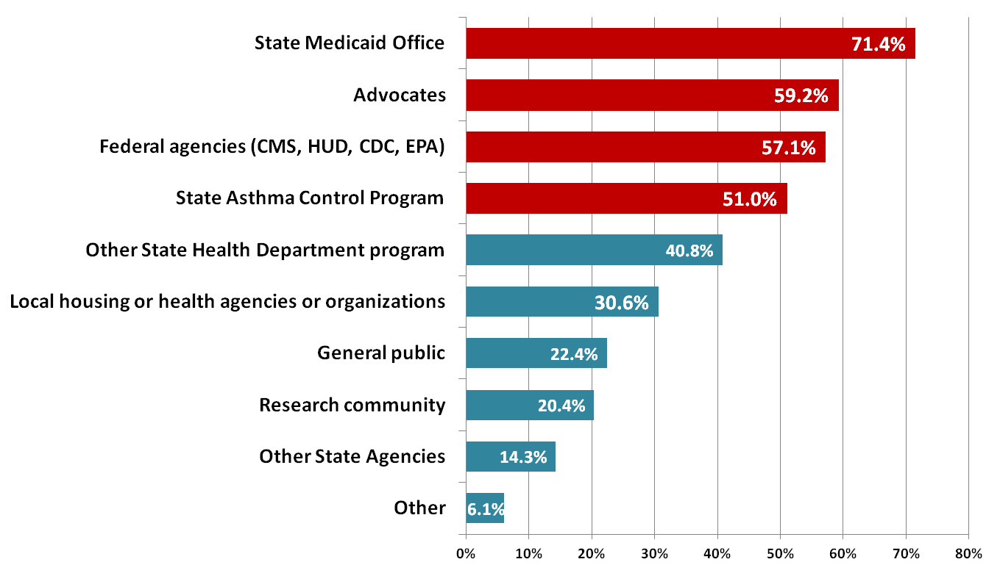 State Medicaid Office 71.4%
Advocates 59.2%
Federal agencies (CMS, HUD, CDC, EPA) 57.1%
State Asthma Control Program 51.0%
Other State Health Department program 40.8%
Local housing or health agencies or organizations 30.6%
General public 22.4%
Research community 20.4%
Other State Agencies 14.3%
Other 6.1%
0% 10% 20% 30% 40% 50% 60% 70% 80%